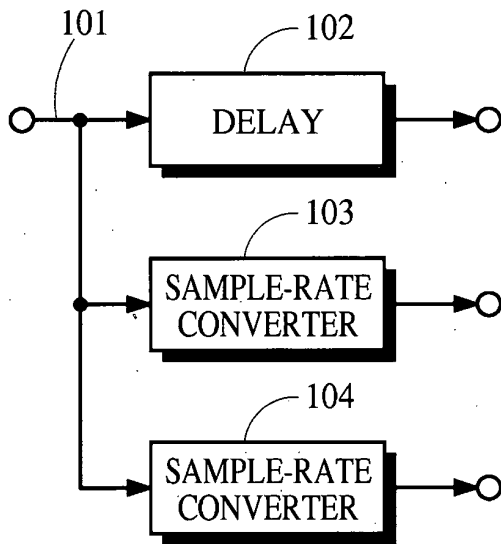 101
102
DELAY
103
SAMPLE-RATE
CONVERTER
104
SAMPLE-RATE
CONVERTER